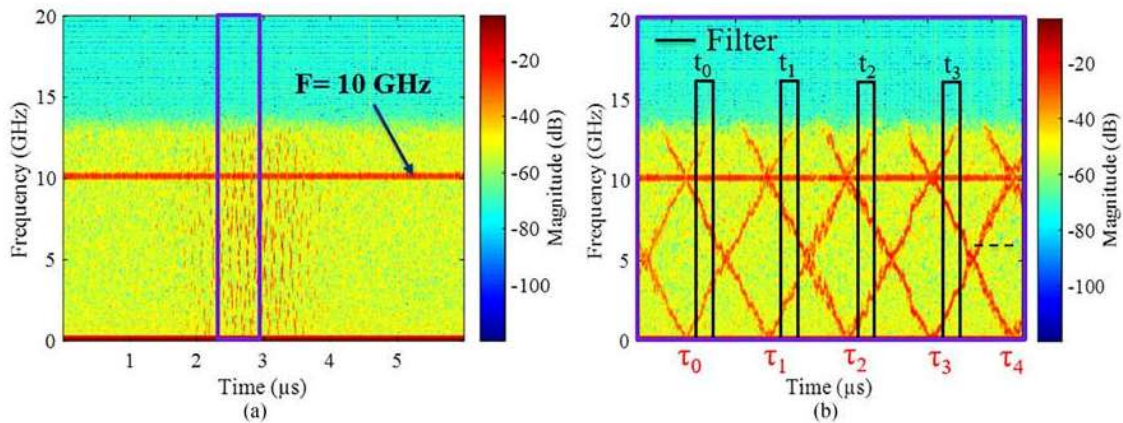 20
15
10
5
0
Frequency (GHz)
F= 10 GHz
1 2 3 4 5
Time (µs)
(a)
-20
-40
-60
-80
-100
Magnitude (dB)
20
15
10
5
0
Frequency (GHz)
Filter
t0 t1 t2 t3
τ0 τ1 τ2 τ3 τ4
Time (µs)
(b)
-20
-40
-60
-80
-100
Magnitude (dB)